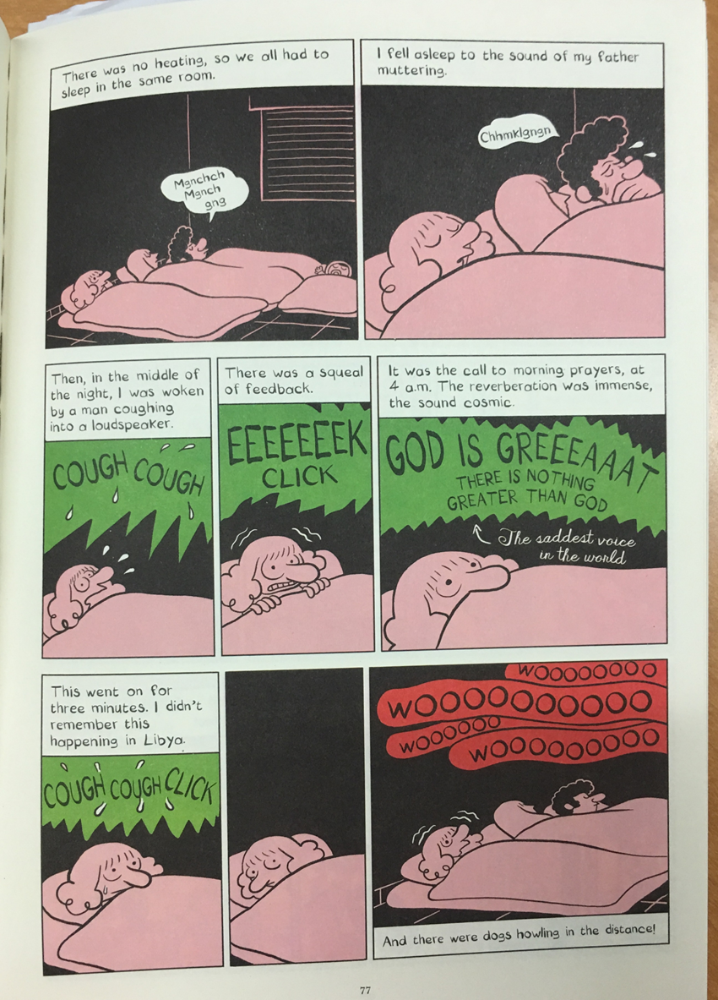 There was no heating, so we all had to
sleep in the same room.
Mgnchch
Mgnch
gng
I fell asleep to the sound of my father
muttering.
Chhmklgngn
Then, in the middle of
the night, I was woken
by a man coughing
into a loudspeaker.
COUGH COUGH
There was a squeal
of feedback.
EEEEEEEK
CLICK
It was the call to morning prayers, at
4 a.m. The reverberation was immense,
the sound cosmic.
GOD IS GREEEAAAT
THERE IS NOTHING
GREATER THAN GOD
The saddest voice
in the world
This went on for
three minutes. I didn't
remember this
happening in Libya.
COUGH COUGH CLICK
WOOOOOOO
WOOOOOOOOOO
WOOOOOO
WOOOOOOOOO
And there were dogs howling in the distance!
77